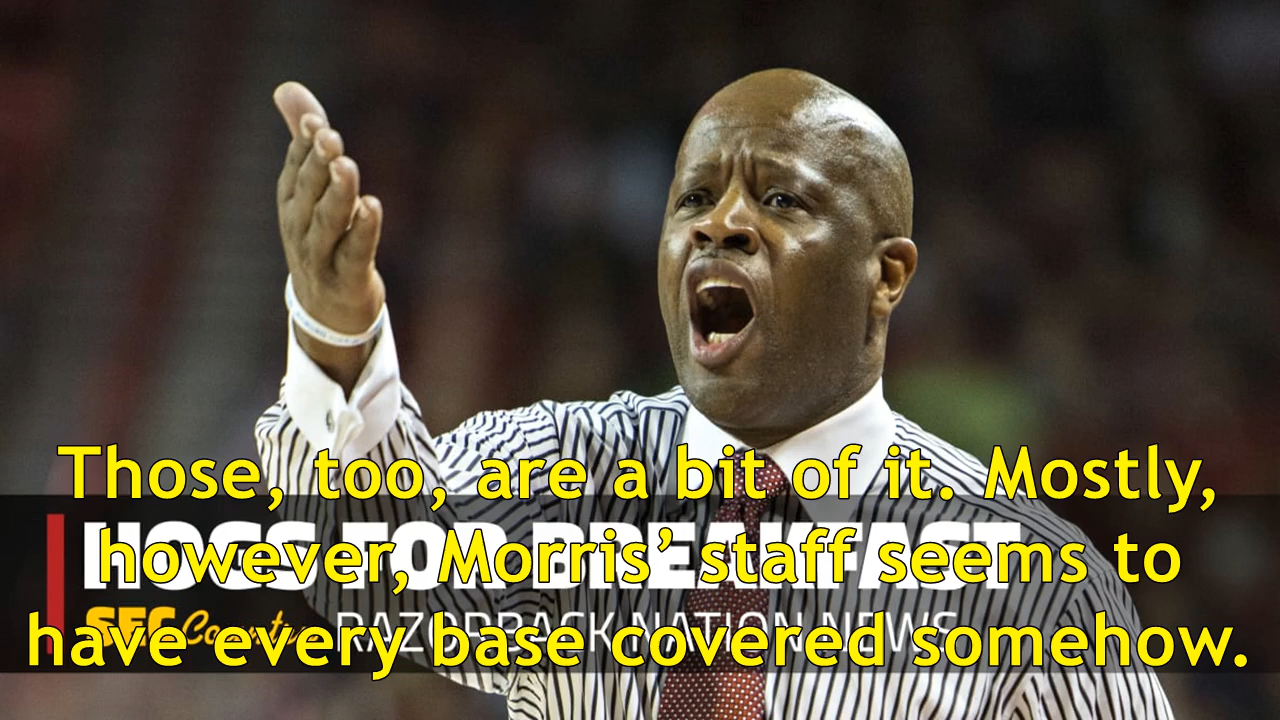 Those, too, are a bit of it. Mostly,
HOGS FOR BREAKFAST
however, Morris’ staff seems to
SEC Country RAZORBACK NATION NEWS
have every base covered somehow.